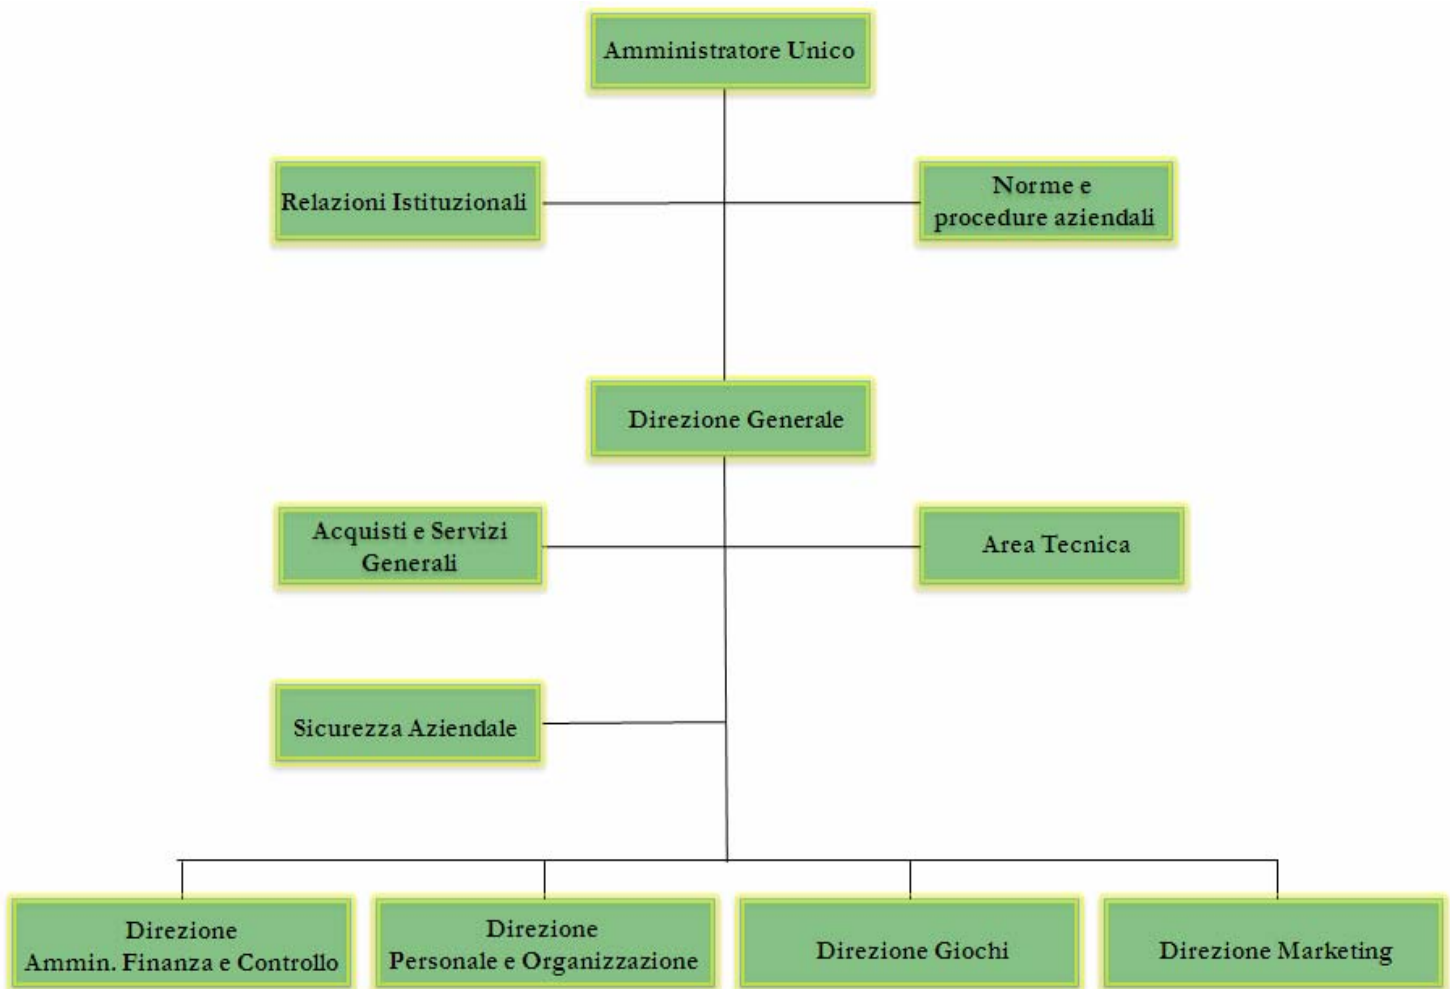 Amministratore Unico
Relazioni Istituzionali
Norme e
procedure aziendali
Direzione Generale
Acquisti e Servizi
Generali
Area Tecnica
Sicurezza Aziendale
Direzione
Ammin. Finanza e Controllo
Direzione
Personale e Organizzazione
Direzione Giochi
Direzione Marketing